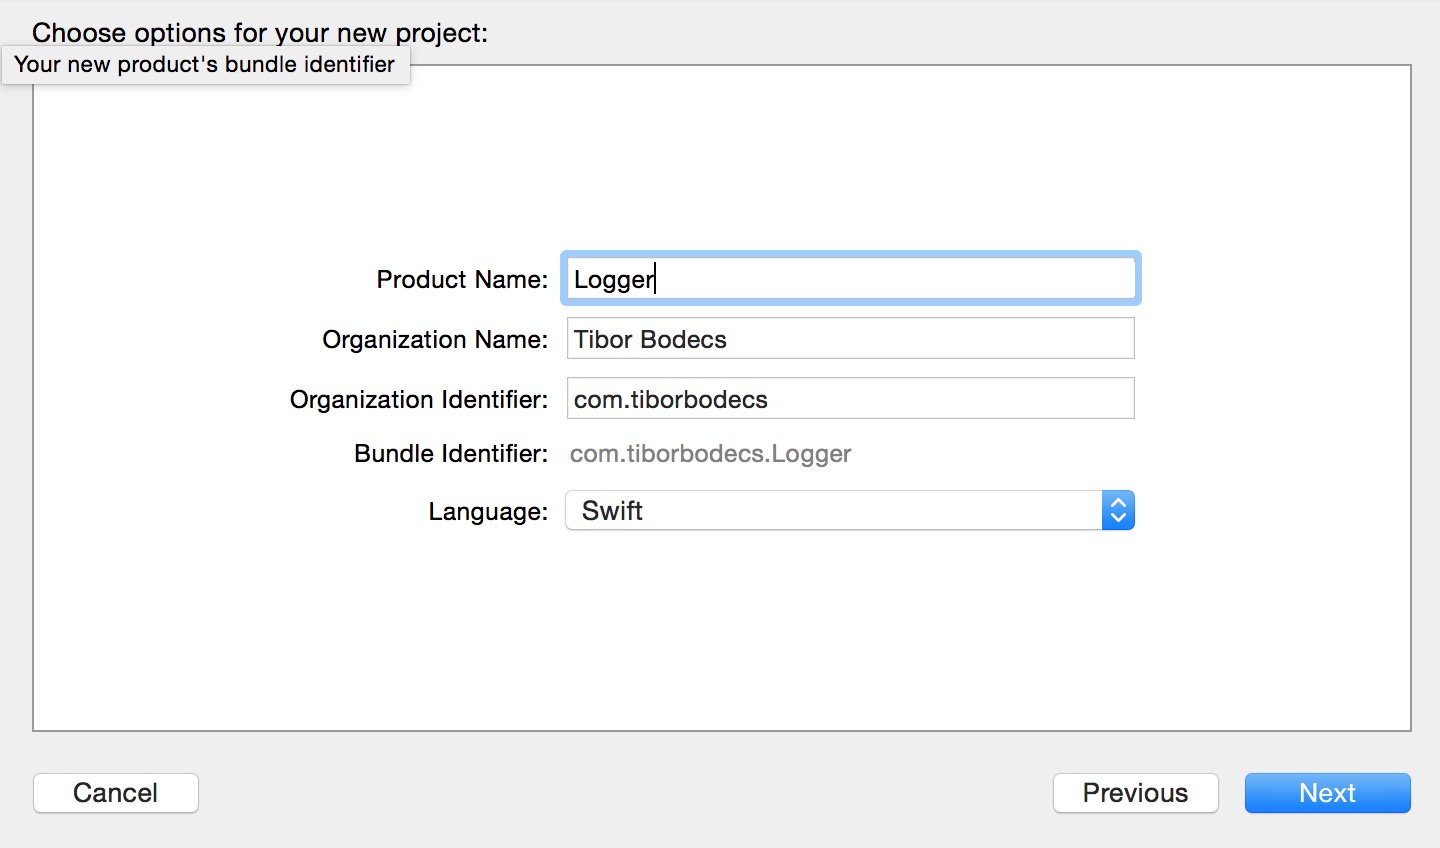 Choose options for your new project:
Your new product's bundle identifier
Product Name: Logger
Organization Name: Tibor Bodecs
Organization Identifier: com.tiborbodecs
Bundle Identifier: com.tiborbodecs.Logger
Language: Swift
Cancel Previous Next